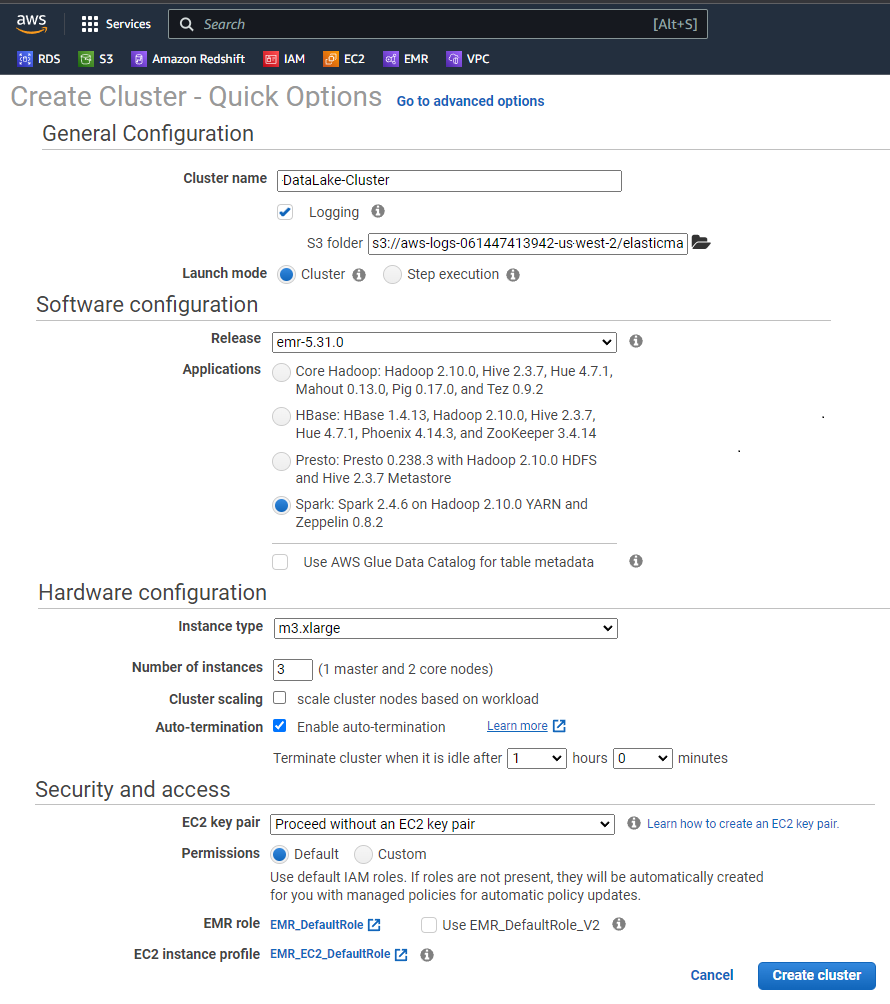 aws
Services
Search [Alt+S]
RDS S3 Amazon Redshift IAM EC2 EMR VPC
Create Cluster - Quick Options Go to advanced options
General Configuration
Cluster name DataLake-Cluster
Logging
S3 folder s3://aws-logs-061447413942-us-west-2/elasticma
Launch mode Cluster Step execution
Software configuration
Release emr-5.31.0
Applications Core Hadoop: Hadoop 2.10.0, Hive 2.3.7, Hue 4.7.1,
Mahout 0.13.0, Pig 0.17.0, and Tez 0.9.2
HBase: HBase 1.4.13, Hadoop 2.10.0, Hive 2.3.7,
Hue 4.7.1, Phoenix 4.14.3, and ZooKeeper 3.4.14
Presto: Presto 0.238.3 with Hadoop 2.10.0 HDFS
and Hive 2.3.7 Metastore
Spark: Spark 2.4.6 on Hadoop 2.10.0 YARN and
Zeppelin 0.8.2
Use AWS Glue Data Catalog for table metadata
Hardware configuration
Instance type m3.xlarge
Number of instances 3 (1 master and 2 core nodes)
Cluster scaling scale cluster nodes based on workload
Auto-termination Enable auto-termination Learn more
Terminate cluster when it is idle after 1 hours 0 minutes
Security and access
EC2 key pair Proceed without an EC2 key pair Learn how to create an EC2 key pair.
Permissions Default Custom
Use default IAM roles. If roles are not present, they will be automatically created
for you with managed policies for automatic policy updates.
EMR role EMR_DefaultRole Use EMR_DefaultRole_V2
EC2 instance profile EMR_EC2_DefaultRole
Cancel Create cluster